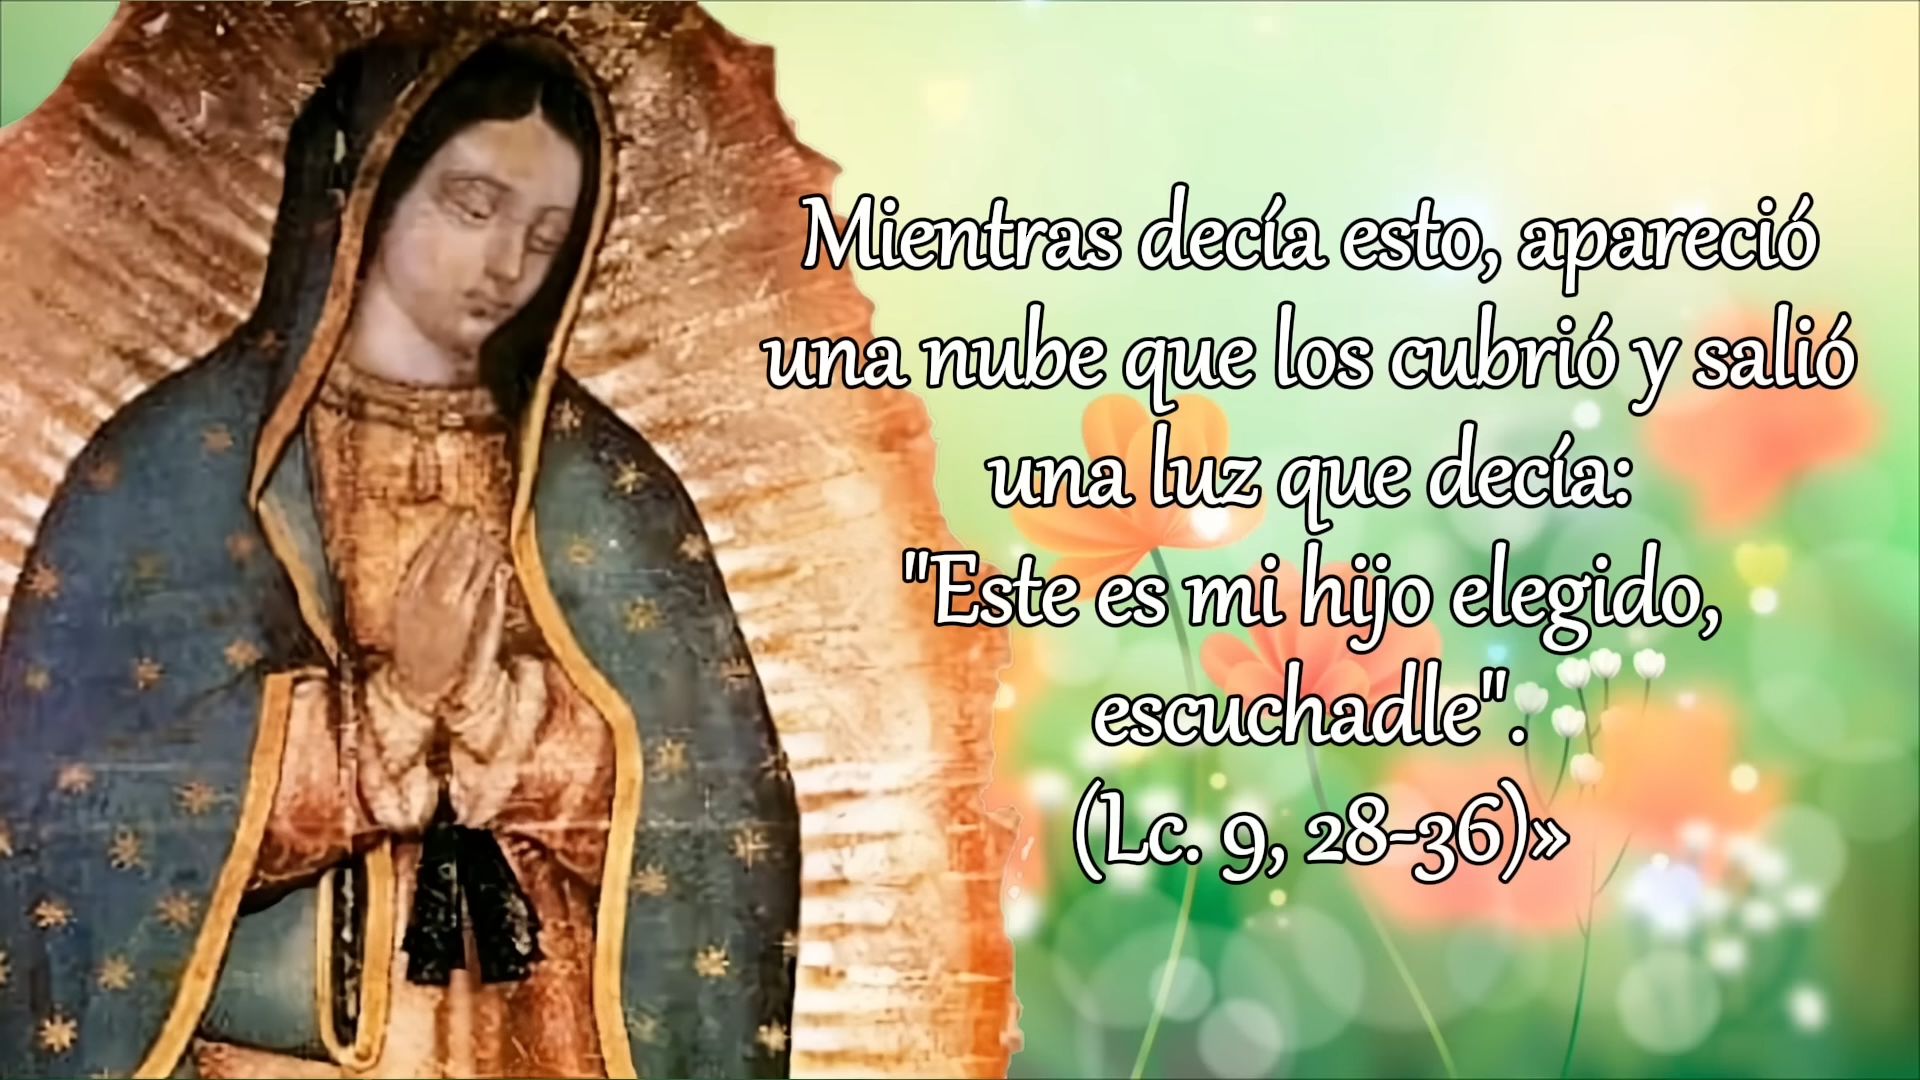 Mientras decía esto, apareció
una nube que los cubrió y salió
una luz que decía:
"Este es mi hijo elegido,
escuchadle".
(Lc. 9, 28-36)»